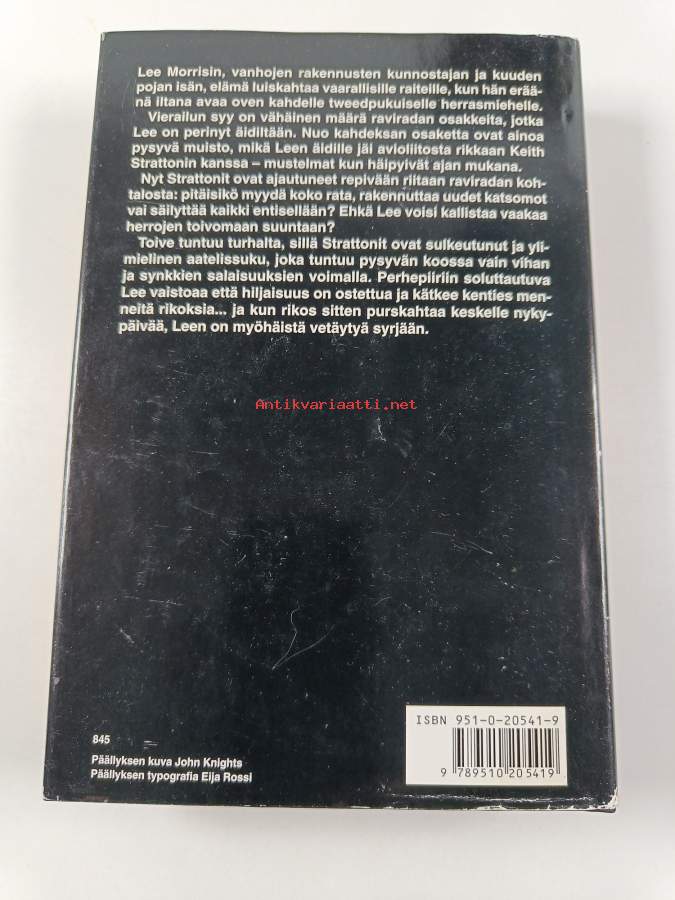 Lee Morrisin, vanhojen rakennusten kunnostajan ja kuuden
pojan isän, elämä luiskahtaa vaarallisille raiteille, kun hän erää-
nä iltana avaa oven kahdelle tweedpukuiselle herrasmiehelle.
Vierailun syy on vähäinen määrä raviradan osakkeita, jotka
Lee on perinyt äidiltään. Nuo kahdeksan osaketta ovat ainoa
pysyvä muisto, mikä Leen äidille jäi avioliitosta rikkaan Keith
Strattonin kanssa – mustelmat kun häipyivät ajan mukana.
Nyt Strattonit ovat ajautuneet repivään riitaan raviradan koh-
talosta: pitäisikö myydä koko rata, rakennuttaa uudet katsomot
vai säilyttää kaikki entisellään? Ehkä Lee voisi kallistaa vaakaa
herrojen toivomaan suuntaan?
Toive tuntuu turhalta, sillä Strattonit ovat sulkeutunut ja yli-
mielinen aatelissuku, joka tuntuu pysyvän koossa vain vihan
ja synkkien salaisuuksien voimalla. Perhepiiriin soluttautuva
Lee vaistoaa että hiljaisuus on ostettua ja kätkee kenties men-
neitä rikoksia... ja kun rikos sitten purskahtaa keskelle nyky-
päivää, Leen on myöhäistä vetäytyä syrjään.
Antikvariaatti.net
ISBN 951-0-20541-9
9 789510 205419
845
Päällyksen kuva John Knights
Päällyksen typografia Eija Rossi